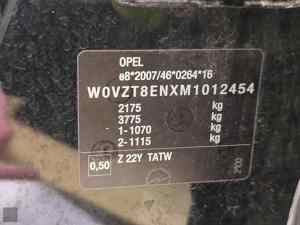 OPEL
e8*2007/46*0264*16
W0VZT8ENXM1012454
2175 kg
3775 kg
1-1070 kg
2-1115 kg
0,50 Z 22Y TATW